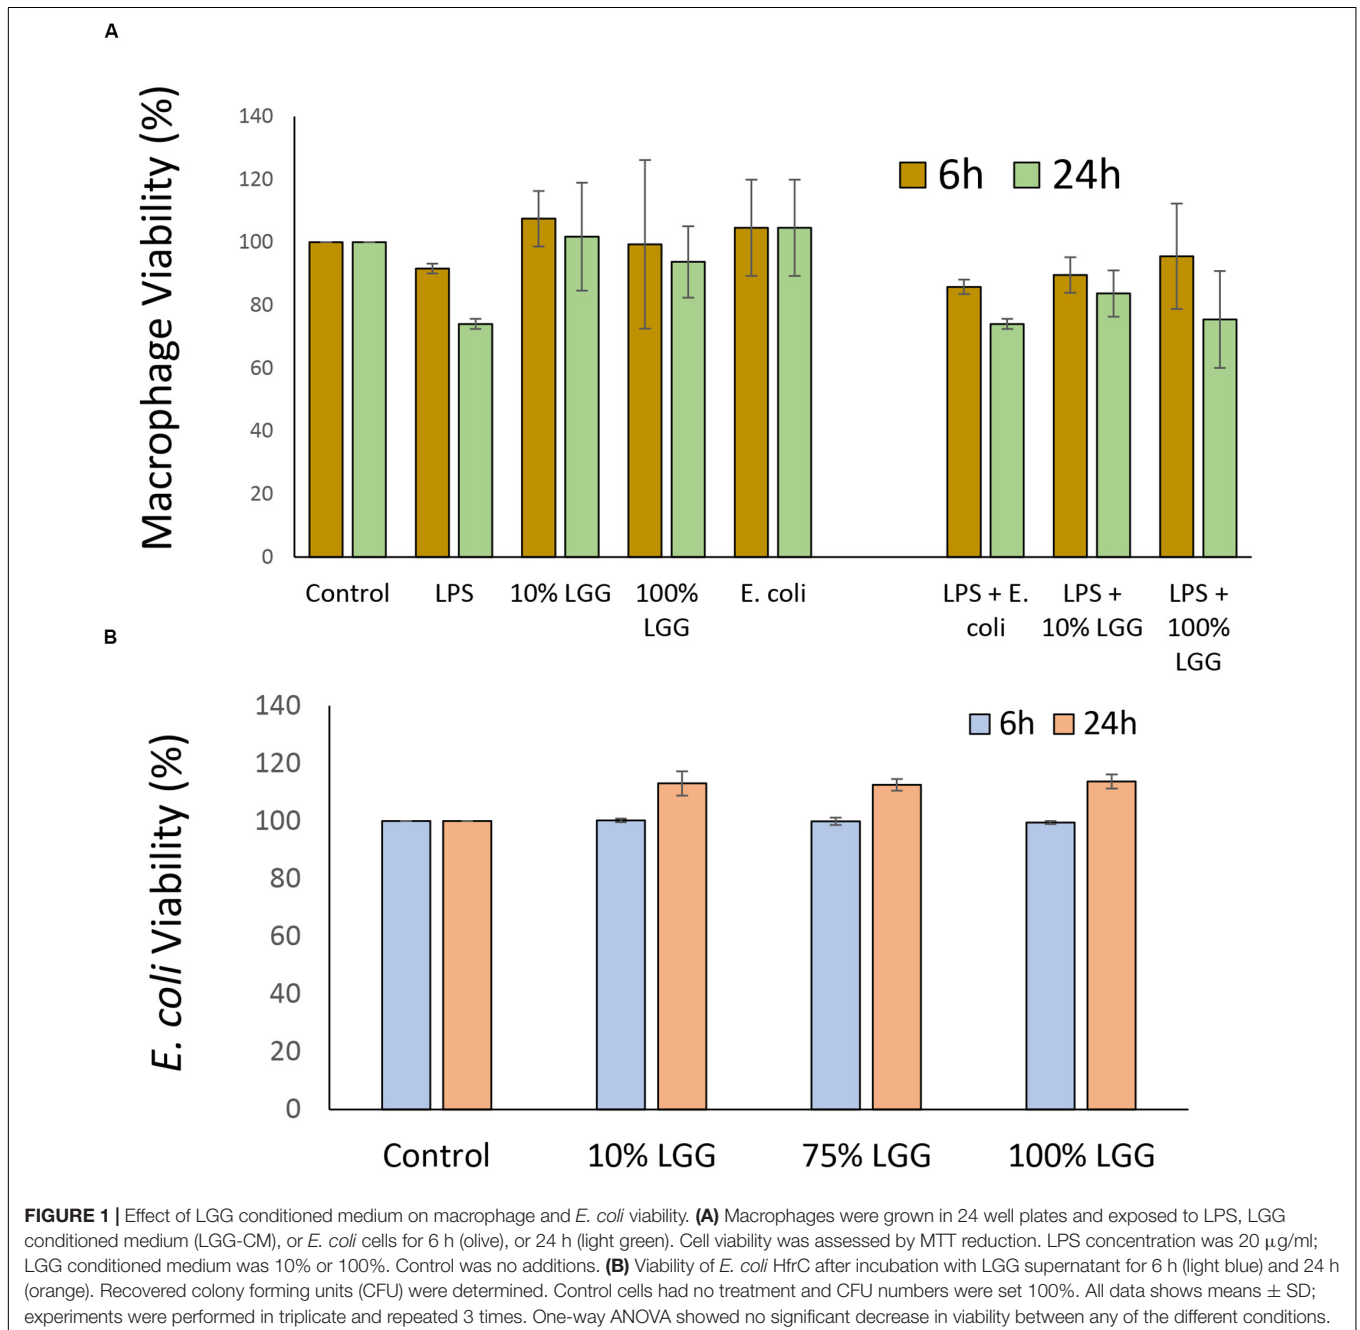 A
Macrophage Viability (%)
140
120
100
80
60
40
20
0
6h 24h
Control LPS 10% LGG 100% E. coli LPS + E. LPS + LPS +
LGG coli 10% LGG 100%
LGG
B
E. coli Viability (%)
140
120
100
80
60
40
20
0
6h 24h
Control 10% LGG 75% LGG 100% LGG
FIGURE 1 | Effect of LGG conditioned medium on macrophage and E. coli viability. (A) Macrophages were grown in 24 well plates and exposed to LPS, LGG
conditioned medium (LGG-CM), or E. coli cells for 6 h (olive), or 24 h (light green). Cell viability was assessed by MTT reduction. LPS concentration was 20 μg/ml;
LGG conditioned medium was 10% or 100%. Control was no additions. (B) Viability of E. coli HfrC after incubation with LGG supernatant for 6 h (light blue) and 24 h
(orange). Recovered colony forming units (CFU) were determined. Control cells had no treatment and CFU numbers were set 100%. All data shows means ± SD;
experiments were performed in triplicate and repeated 3 times. One-way ANOVA showed no significant decrease in viability between any of the different conditions.